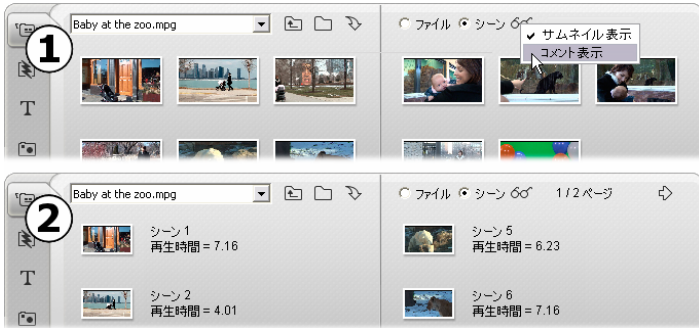 Baby at the zoo.mpg ファイル シーン
サムネイル表示
コメント表示
1
T
Baby at the zoo.mpg ファイル シーン 1/2ページ
2
シーン1 シーン5
再生時間 = 7.16 再生時間 = 6.23
T
シーン2 シーン6
再生時間 = 4.01 再生時間 = 7.16